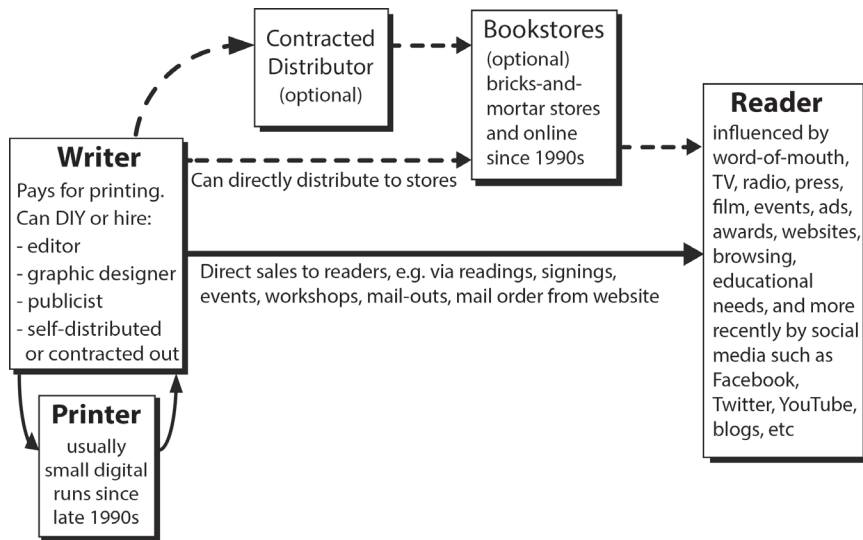 Contracted
Distributor
(optional)
Bookstores
(optional)
bricks-and-
mortar stores
and online
since 1990s
Writer
Pays for printing.
Can DIY or hire:
- editor
- graphic designer
- publicist
- self-distributed
or contracted out
Can directly distribute to stores
Direct sales to readers, e.g. via readings, signings,
events, workshops, mail-outs, mail order from website
Printer
usually
small digital
runs since
late 1990s
Reader
influenced by
word-of-mouth,
TV, radio, press,
film, events, ads,
awards, websites,
browsing,
educational
needs, and more
recently by social
media such as
Facebook,
Twitter, YouTube,
blogs, etc